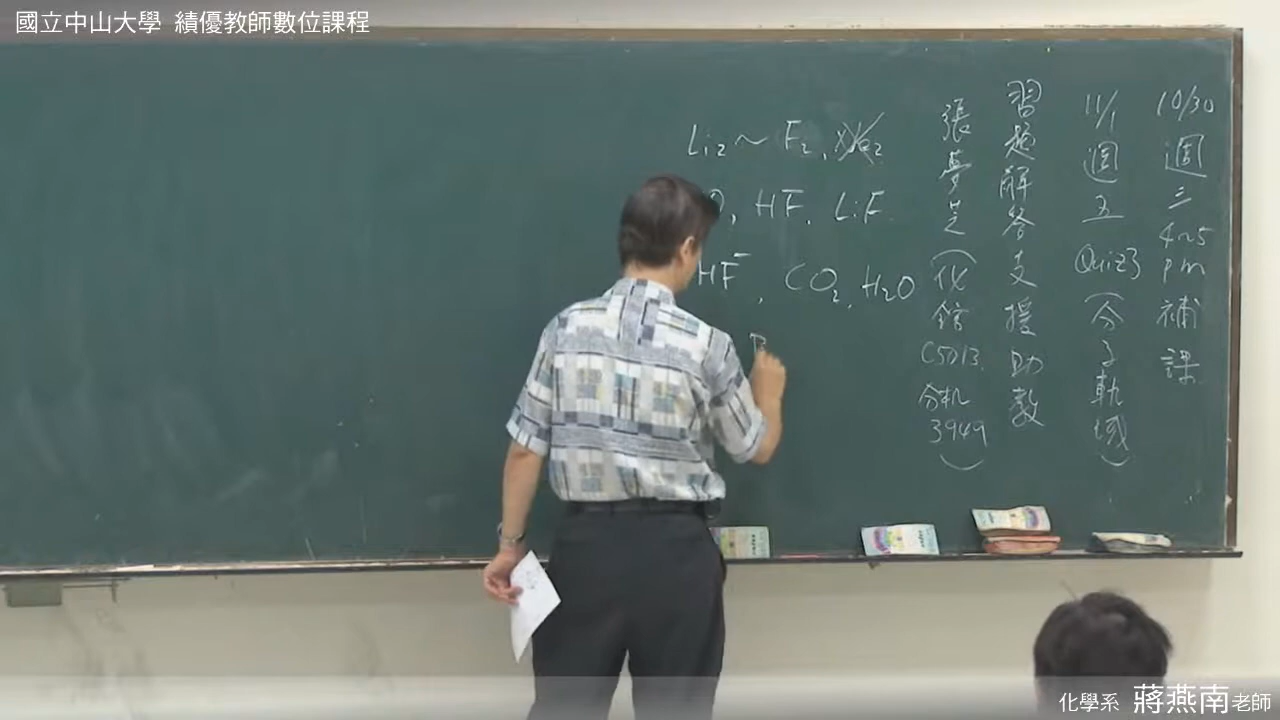 國立中山大學 績優教師數位課程
10/30 週三 4~5 pm 補課
11/1 週五 Quiz3 (分子軌域)
習題解答支援助教
張夢芝(化館 C5013. 分机 3949)
Li2 ~ F2,
, HF, LiF.
HF⁻, CO2, H2O
化學系 蔣燕南老師